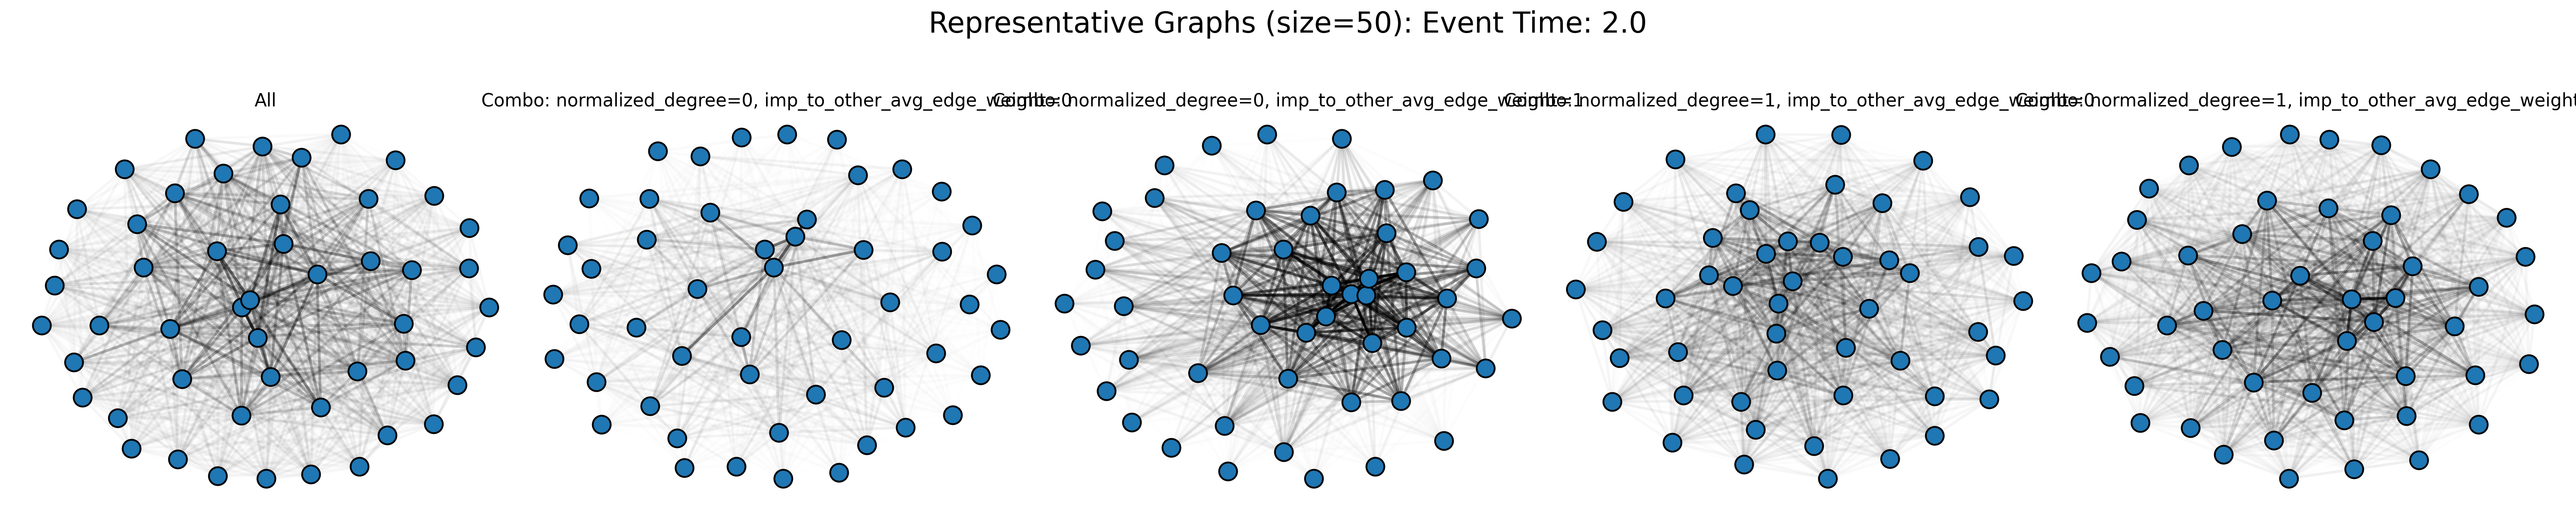 Representative Graphs (size=50): Event Time: 2.0
All
Combo: normalized_degree=0, imp_to_other_avg_edge_weight=0
Combo: normalized_degree=0, imp_to_other_avg_edge_weight=1
Combo: normalized_degree=1, imp_to_other_avg_edge_weight=0
Combo: normalized_degree=1, imp_to_other_avg_edge_weight